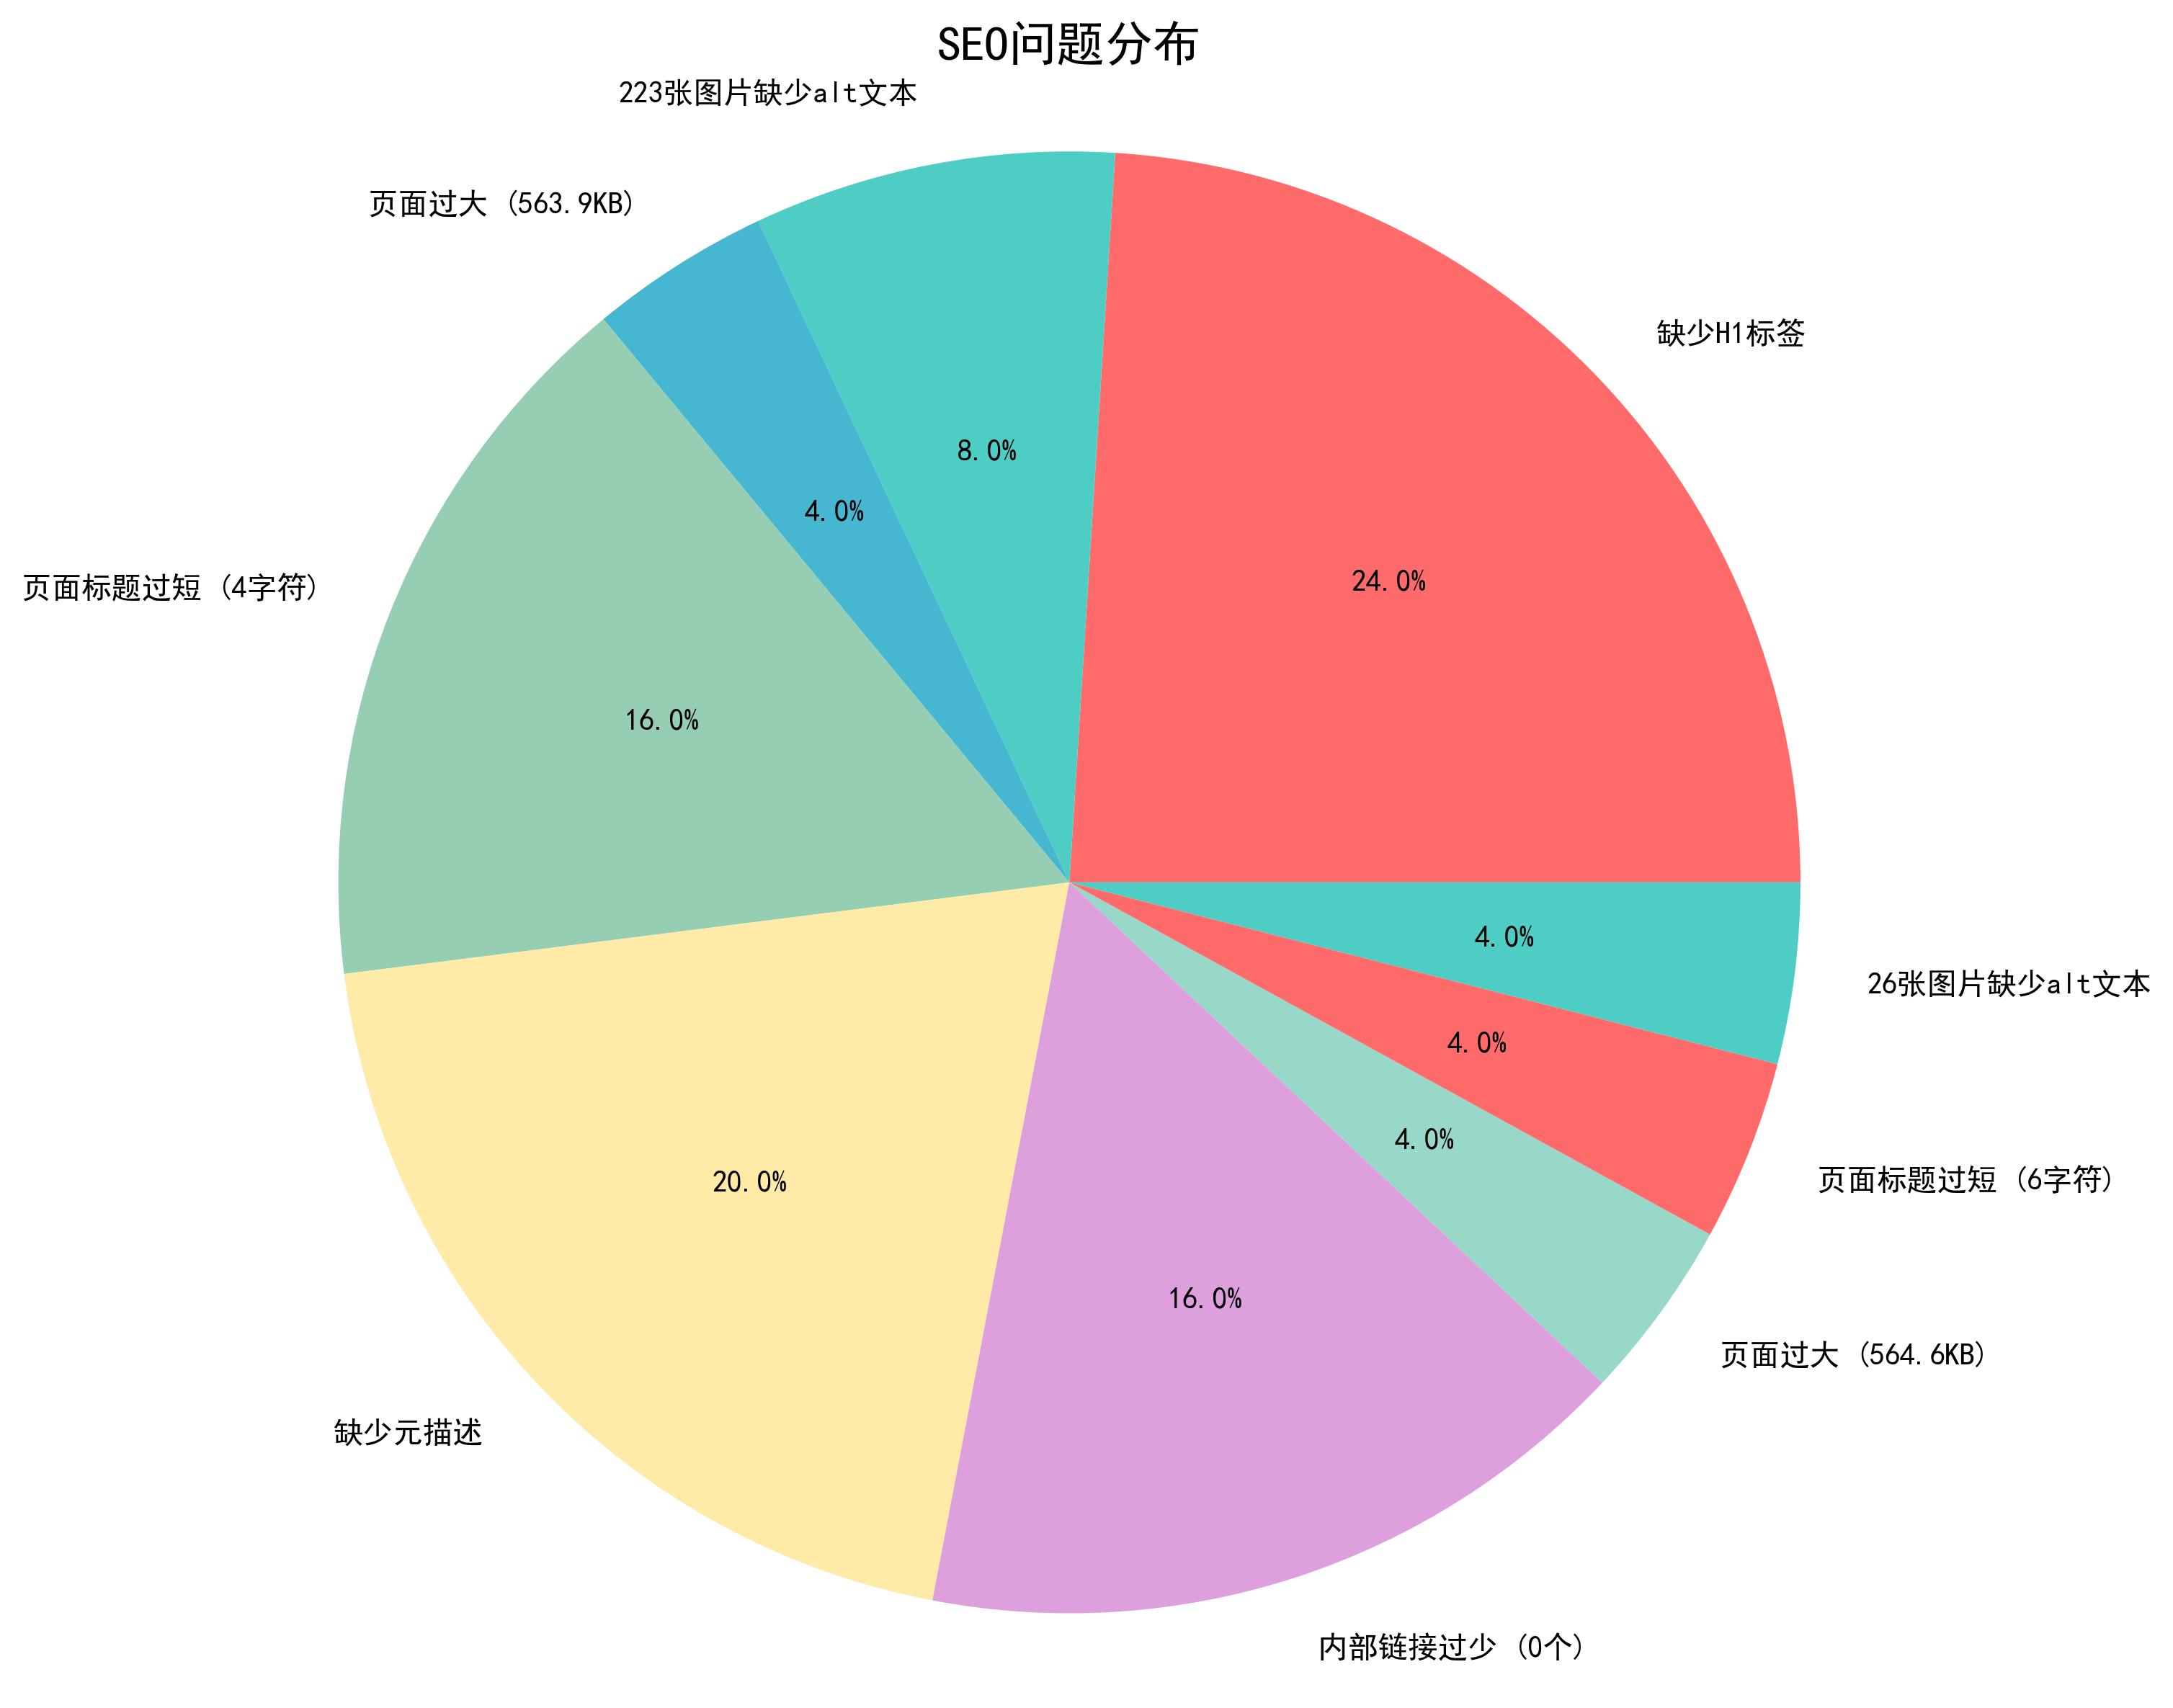 SEO问题分布
223张图片缺少alt文本
页面过大 (563.9KB)
缺少H1标签
8.0%
4.0%
24.0%
页面标题过短 (4字符)
16.0%
4.0%
26张图片缺少alt文本
4.0%
4.0%
页面标题过短 (6字符)
20.0%
16.0%
页面过大 (564.6KB)
缺少元描述
内部链接过少 (0个)